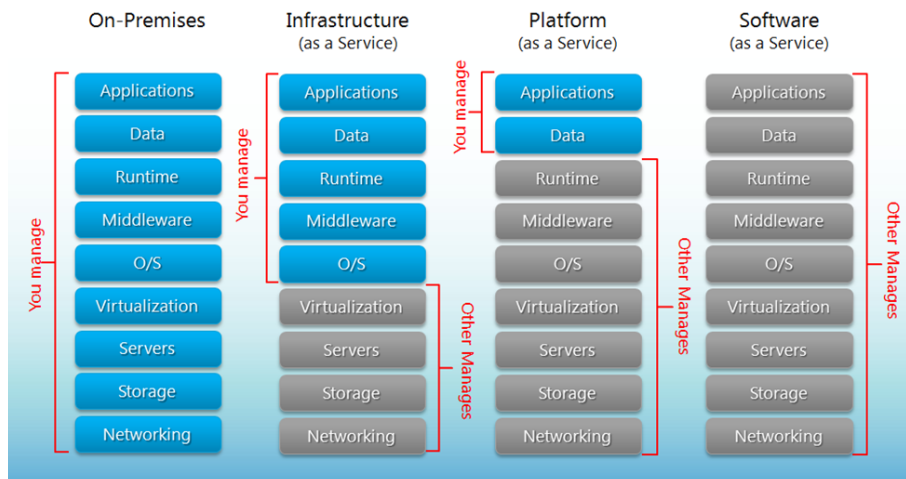 On-Premises
You manage
Applications
Data
Runtime
Middleware
O/S
Virtualization
Servers
Storage
Networking
Infrastructure
(as a Service)
You manage
Applications
Data
Runtime
Middleware
O/S
Virtualization
Servers
Storage
Networking
Other Manages
Platform
(as a Service)
You manage
Applications
Data
Runtime
Middleware
O/S
Virtualization
Servers
Storage
Networking
Other Manages
Software
(as a Service)
Applications
Data
Runtime
Middleware
O/S
Virtualization
Servers
Storage
Networking
Other Manages